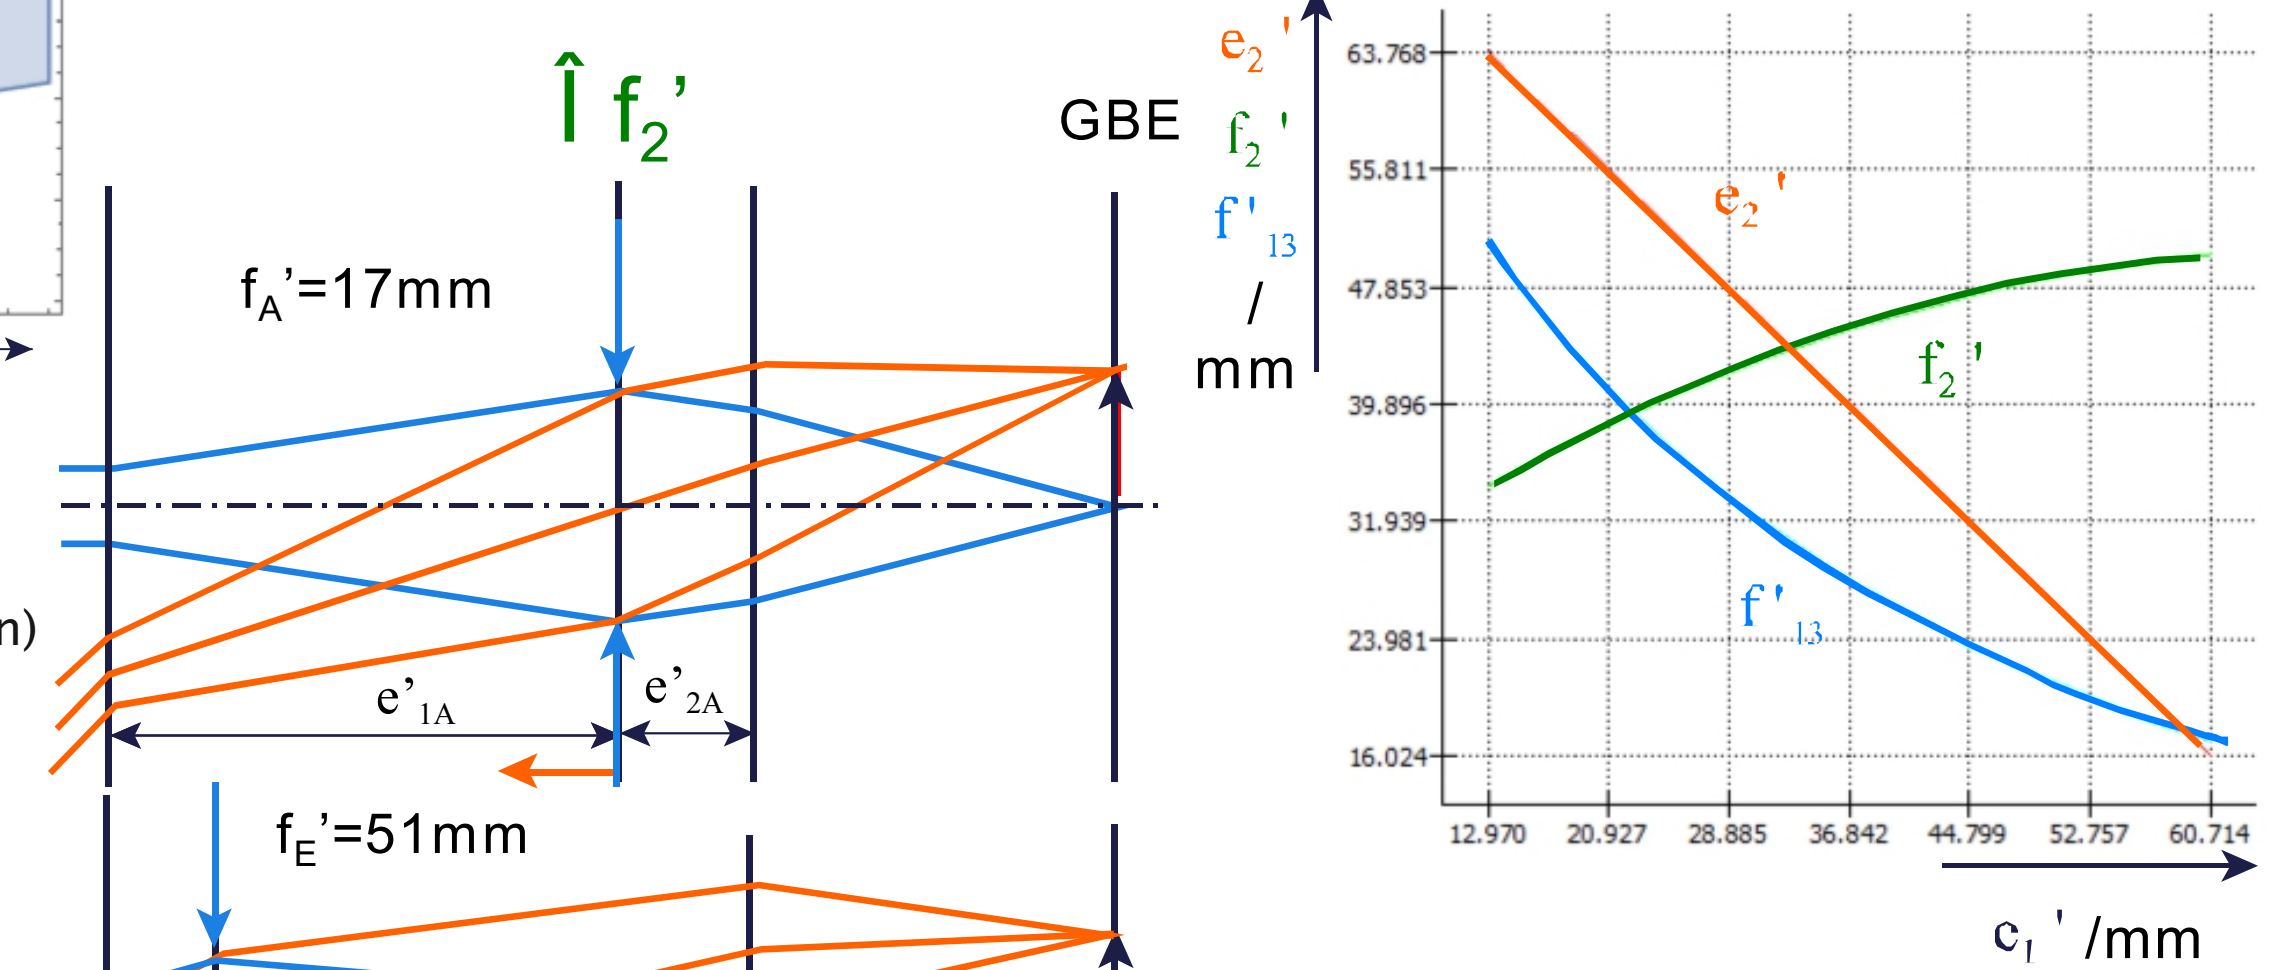 Î f2’
GBE
fA’=17mm
n)
e’1A
e’2A
fE’=51mm
e2'
f2'
f'13
/
mm
63.768
55.811
47.853
39.896
31.939
23.981
16.024
e2'
f2'
f'13
12.970 20.927 28.885 36.842 44.799 52.757 60.714
e1' /mm